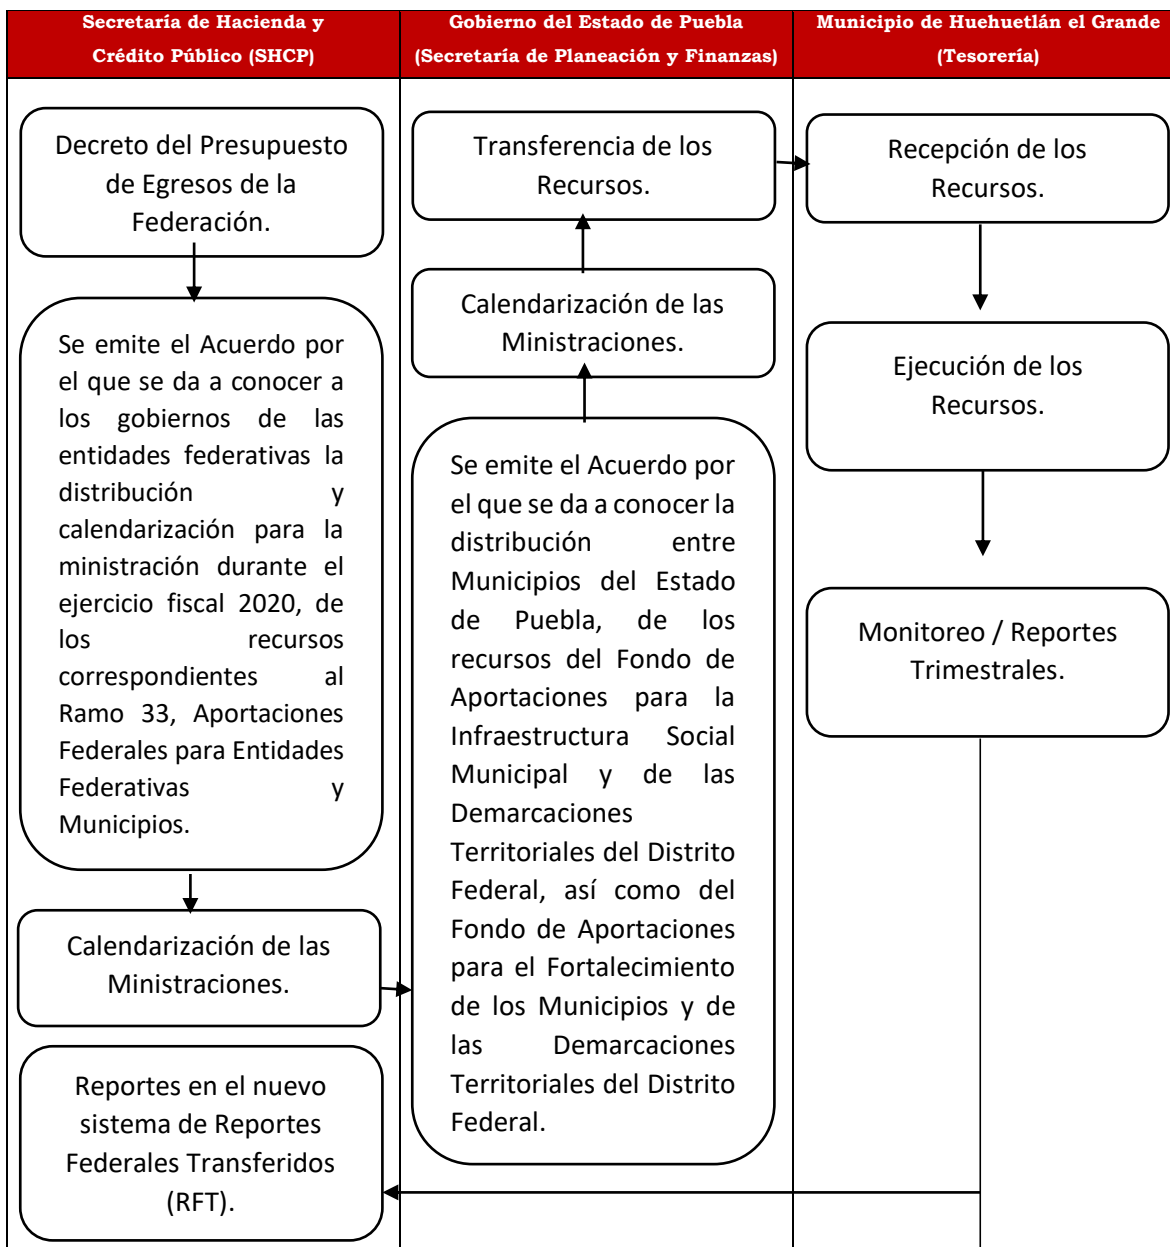 Secretaría de Hacienda y
Crédito Público (SHCP)
Gobierno del Estado de Puebla
(Secretaría de Planeación y Finanzas)
Municipio de Huehuetlán el Grande
(Tesorería)
Decreto del Presupuesto
de Egresos de la
Federación.
Se emite el Acuerdo por
el que se da a conocer a
los gobiernos de las
entidades federativas la
distribución y
calendarización para la
ministración durante el
ejercicio fiscal 2020, de
los recursos
correspondientes al
Ramo 33, Aportaciones
Federales para Entidades
Federativas y
Municipios.
Calendarización de las
Ministraciones.
Reportes en el nuevo
sistema de Reportes
Federales Transferidos
(RFT).
Transferencia de los
Recursos.
Calendarización de las
Ministraciones.
Se emite el Acuerdo por
el que se da a conocer la
distribución entre
Municipios del Estado
de Puebla, de los
recursos del Fondo de
Aportaciones para la
Infraestructura Social
Municipal y de las
Demarcaciones
Territoriales del Distrito
Federal, así como del
Fondo de Aportaciones
para el Fortalecimiento
de los Municipios y de
las Demarcaciones
Territoriales del Distrito
Federal.
Recepción de los
Recursos.
Ejecución de los
Recursos.
Monitoreo / Reportes
Trimestrales.